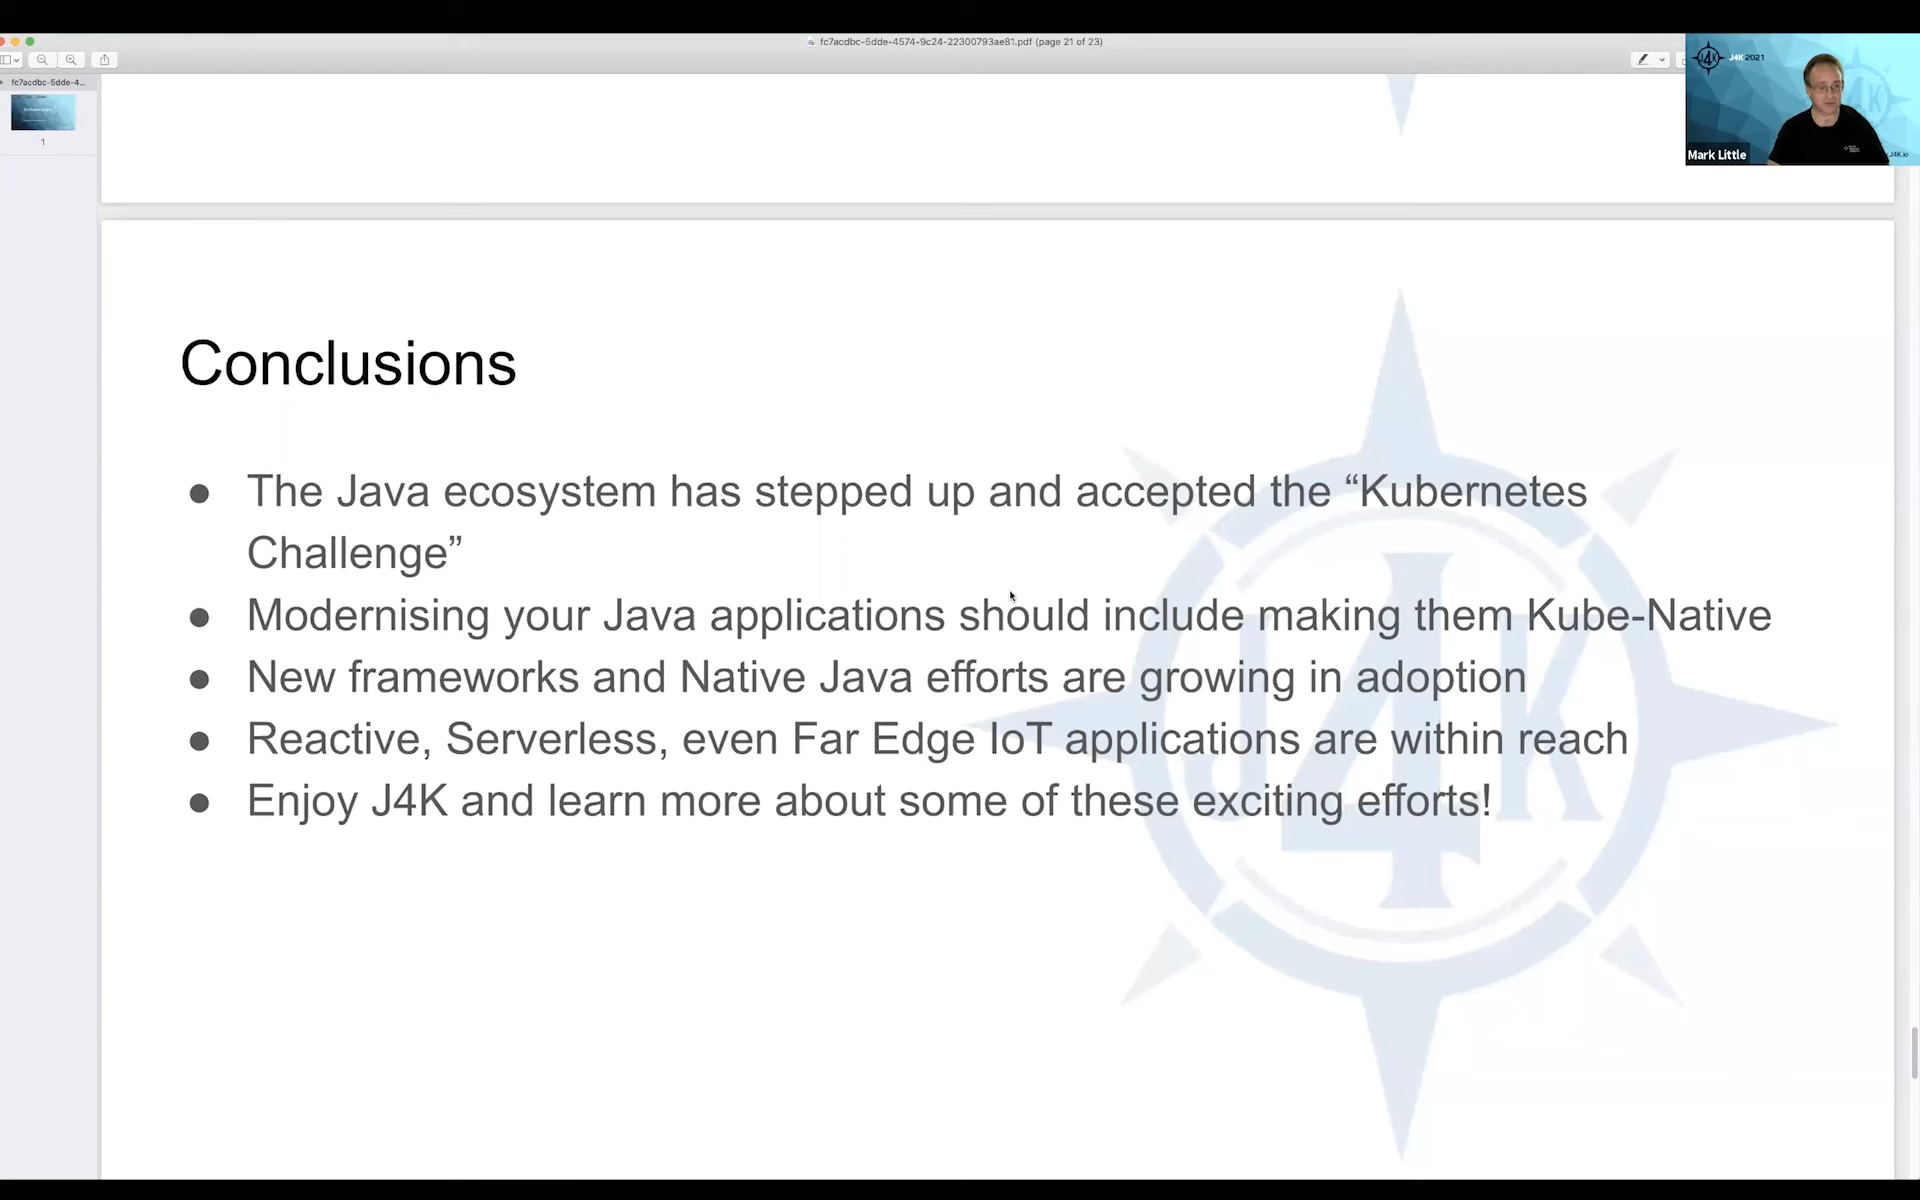 fc7acdbc-5dde-4574-9c24-22300793ae81.pdf (page 21 of 23)
fc7acdbc-5dde-4...
1
J4K
J4K 2021
Mark Little
J4K.io
Conclusions
● The Java ecosystem has stepped up and accepted the “Kubernetes
Challenge”
● Modernising your Java applications should include making them Kube-Native
● New frameworks and Native Java efforts are growing in adoption
● Reactive, Serverless, even Far Edge IoT applications are within reach
● Enjoy J4K and learn more about some of these exciting efforts!
J4K